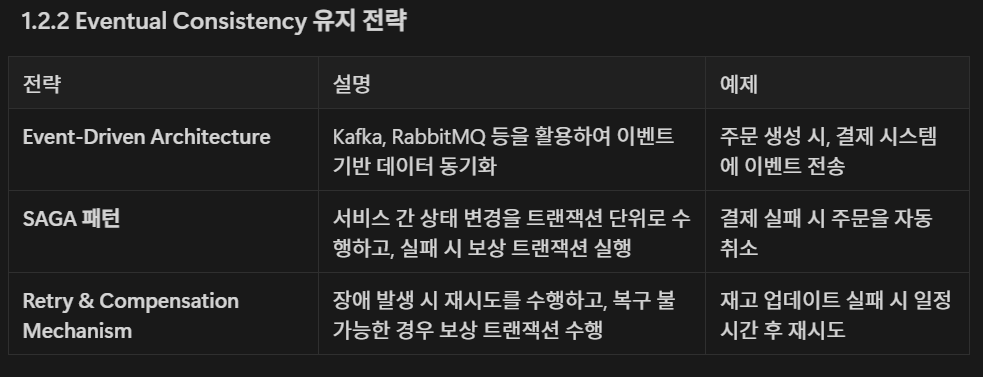 1.2.2 Eventual Consistency 유지 전략
전략
설명
예제
Event-Driven Architecture
Kafka, RabbitMQ 등을 활용하여 이벤트
기반 데이터 동기화
주문 생성 시, 결제 시스템
에 이벤트 전송
SAGA 패턴
서비스 간 상태 변경을 트랜잭션 단위로 수
행하고, 실패 시 보상 트랜잭션 실행
결제 실패 시 주문을 자동
취소
Retry & Compensation
Mechanism
장애 발생 시 재시도를 수행하고, 복구 불
가능한 경우 보상 트랜잭션 수행
재고 업데이트 실패 시 일정
시간 후 재시도